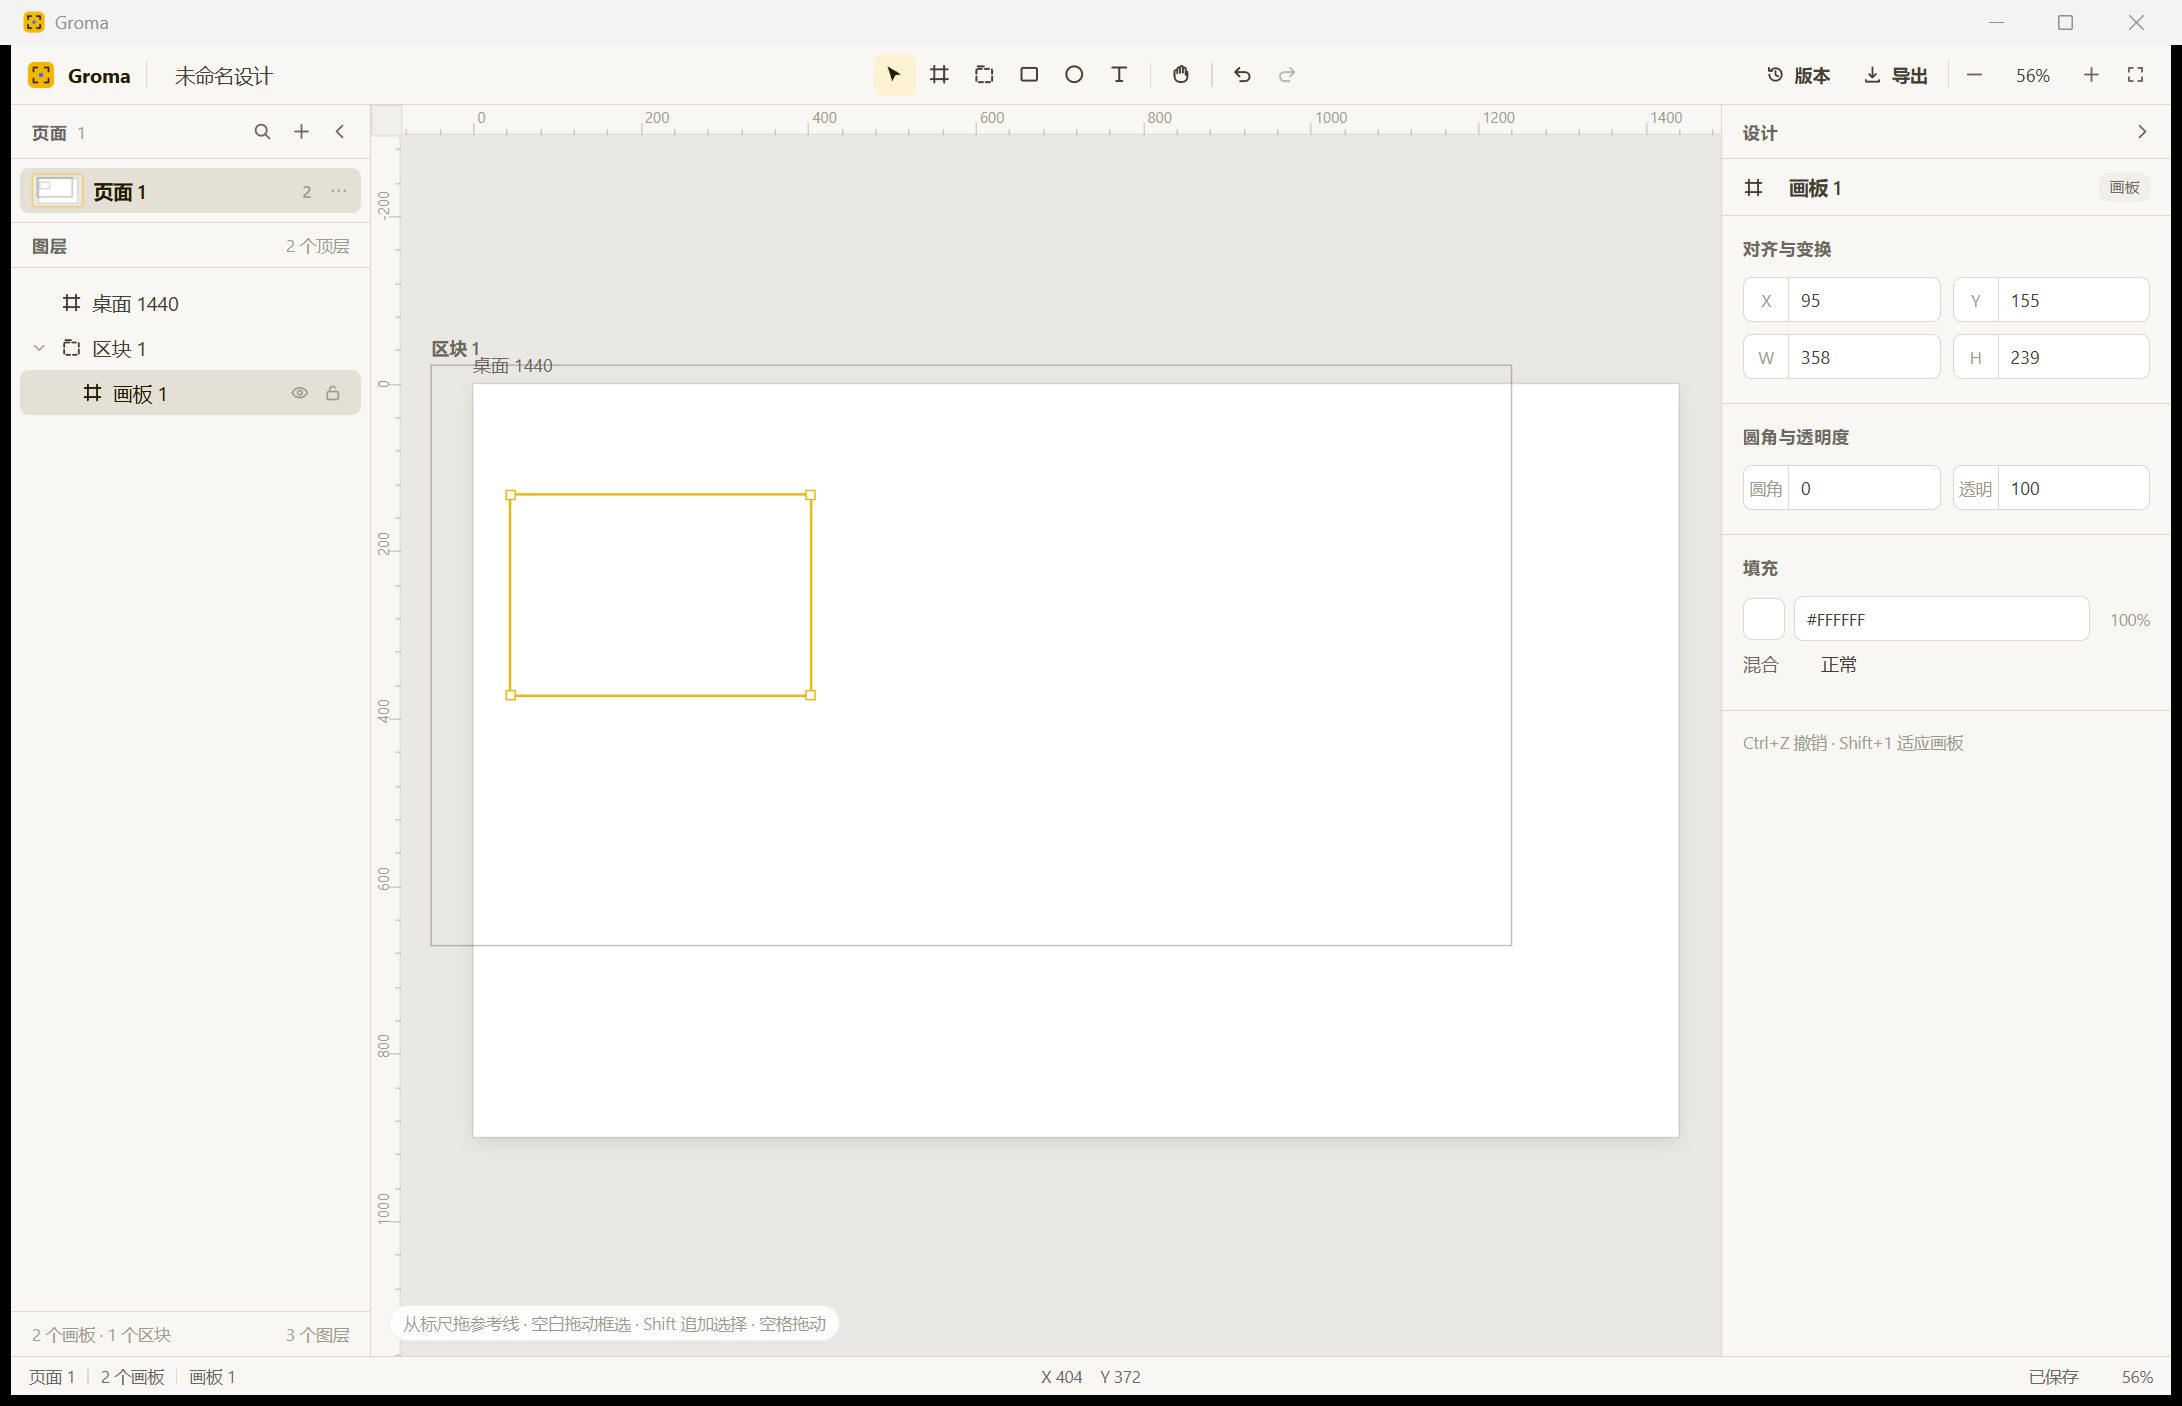 Groma
Groma
未命名设计
版本
导出
56%
页面 1
设计
页面 1
2
画板 1
画板
图层
2 个顶层
桌面 1440
区块 1
画板 1
0
200
400
600
800
1000
1200
1400
-200
0
200
400
600
800
1000
区块 1
桌面 1440
对齐与变换
X 95
Y 155
W 358
H 239
圆角与透明度
圆角 0
透明 100
填充
#FFFFFF
100%
混合 正常
Ctrl+Z 撤销 · Shift+1 适应画板
从标尺拖参考线 · 空白拖动框选 · Shift 追加选择 · 空格拖动
2 个画板 · 1 个区块
3 个图层
页面 1
2 个画板
画板 1
X 404 Y 372
已保存
56%